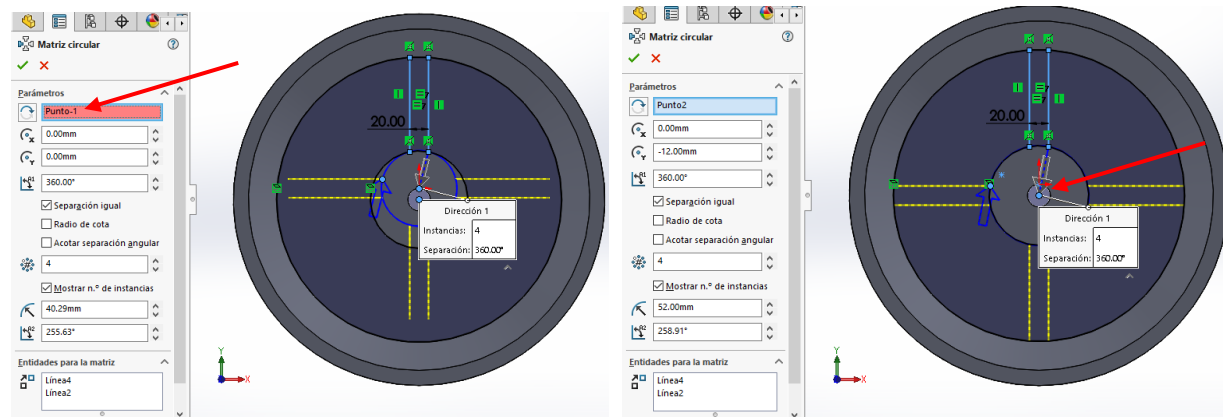 Matriz circular
Parámetros
Punto-1
0.00mm
0.00mm
360.00°
Separación igual
Radio de cota
Acotar separación angular
4
Mostrar n.º de instancias
40.29mm
255.63°
Entidades para la matriz
Línea4
Línea2
20.00
Dirección 1
Instancias: 4
Separación: 360.00°
Y
X
Matriz circular
Parámetros
Punto2
0.00mm
-12.00mm
360.00°
Separación igual
Radio de cota
Acotar separación angular
4
Mostrar n.º de instancias
52.00mm
258.91°
Entidades para la matriz
Línea4
Línea2
20.00
Dirección 1
Instancias: 4
Separación: 360.00°
Y
X